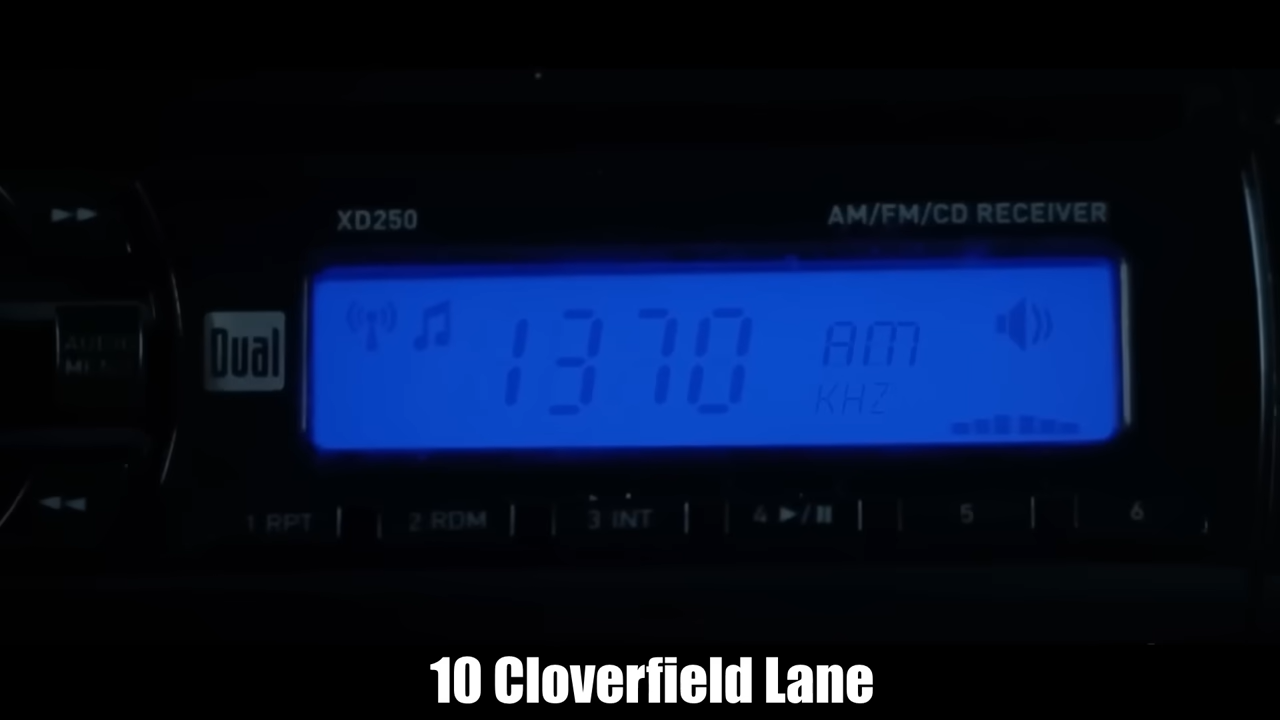 XD250
AM/FM/CD RECEIVER
Dual
1370 AM
KHZ
1 RPT
2 RDM
3 INT
4 ▶/⏸
5
6
10 Cloverfield Lane